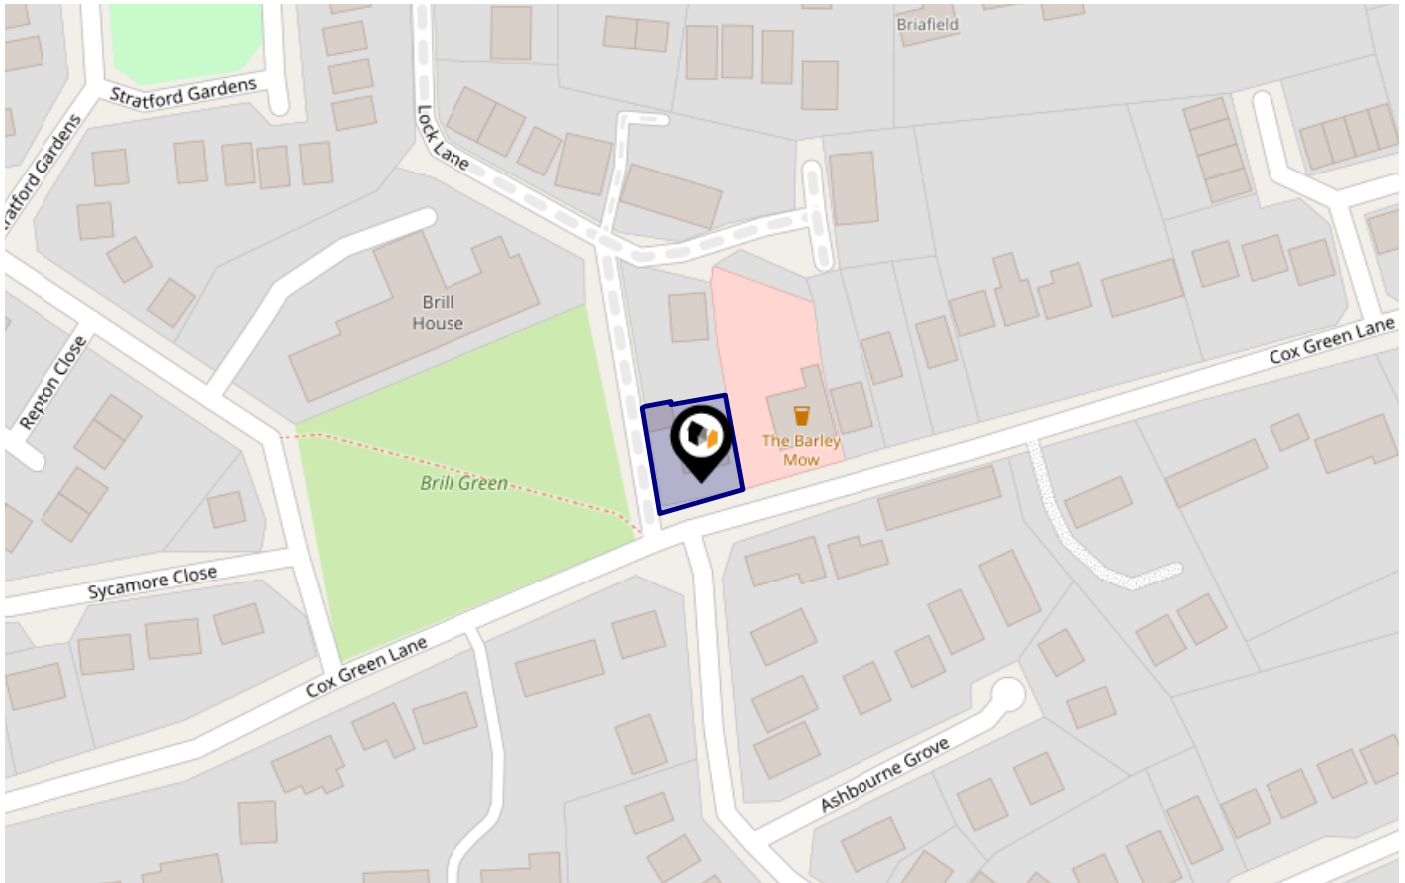 Briafield
Stratford Gardens
Lock Lane
ratford Gardens
Brill
House
Cox Green Lane
Repton Close
The Barley
Mow
Brill Green
Sycamore Close
Cox Green Lane
Ashbourne Grove